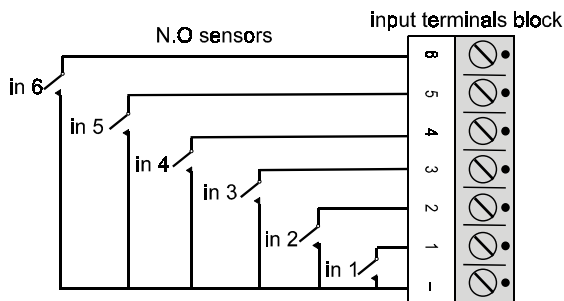 input terminals block
N.O sensors
in 6
6
in 5
5
in 4
4
in 3
3
in 2
2
in 1
1
-